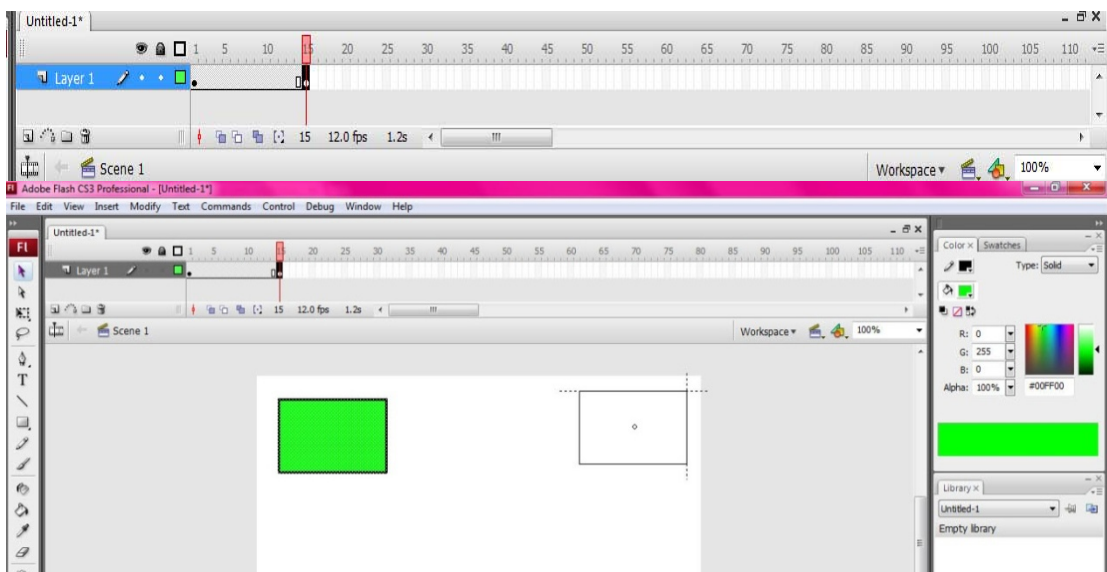 Untitled-1*
1 5 10 15 20 25 30 35 40 45 50 55 60 65 70 75 80 85 90 95 100 105 110
Layer 1
15 12.0 fps 1.2s
Scene 1 Workspace 100%
Fl Adobe Flash CS3 Professional - [Untitled-1*]
File Edit View Insert Modify Text Commands Control Debug Window Help
Untitled-1*
1 5 10 15 20 25 30 35 40 45 50 55 60 65 70 75 80 85 90 95 100 105 110
Layer 1
15 12.0 fps 1.2s
Scene 1 Workspace 100%
Fl
T
Color Swatches
Type: Solid
R: 0
G: 255
B: 0
Alpha: 100% #00FF00
Library
Untitled-1
Empty library